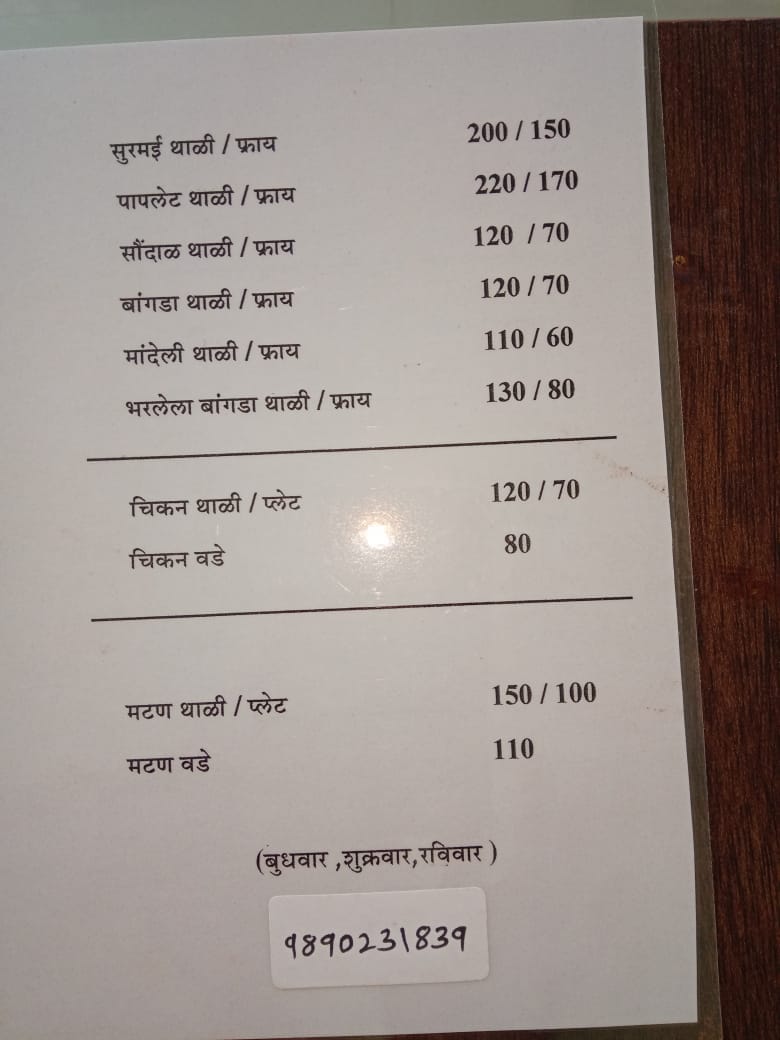 सुरमई थाळी / फ्राय 200 / 150
पापलेट थाळी / फ्राय 220 / 170
सौंदाळ थाळी / फ्राय 120 / 70
बांगडा थाळी / फ्राय 120 / 70
मांदेली थाळी / फ्राय 110 / 60
भरलेला बांगडा थाळी / फ्राय 130 / 80
चिकन थाळी / प्लेट 120 / 70
चिकन वडे 80
मटण थाळी / प्लेट 150 / 100
मटण वडे 110
(बुधवार ,शुक्रवार,रविवार )
9890231839